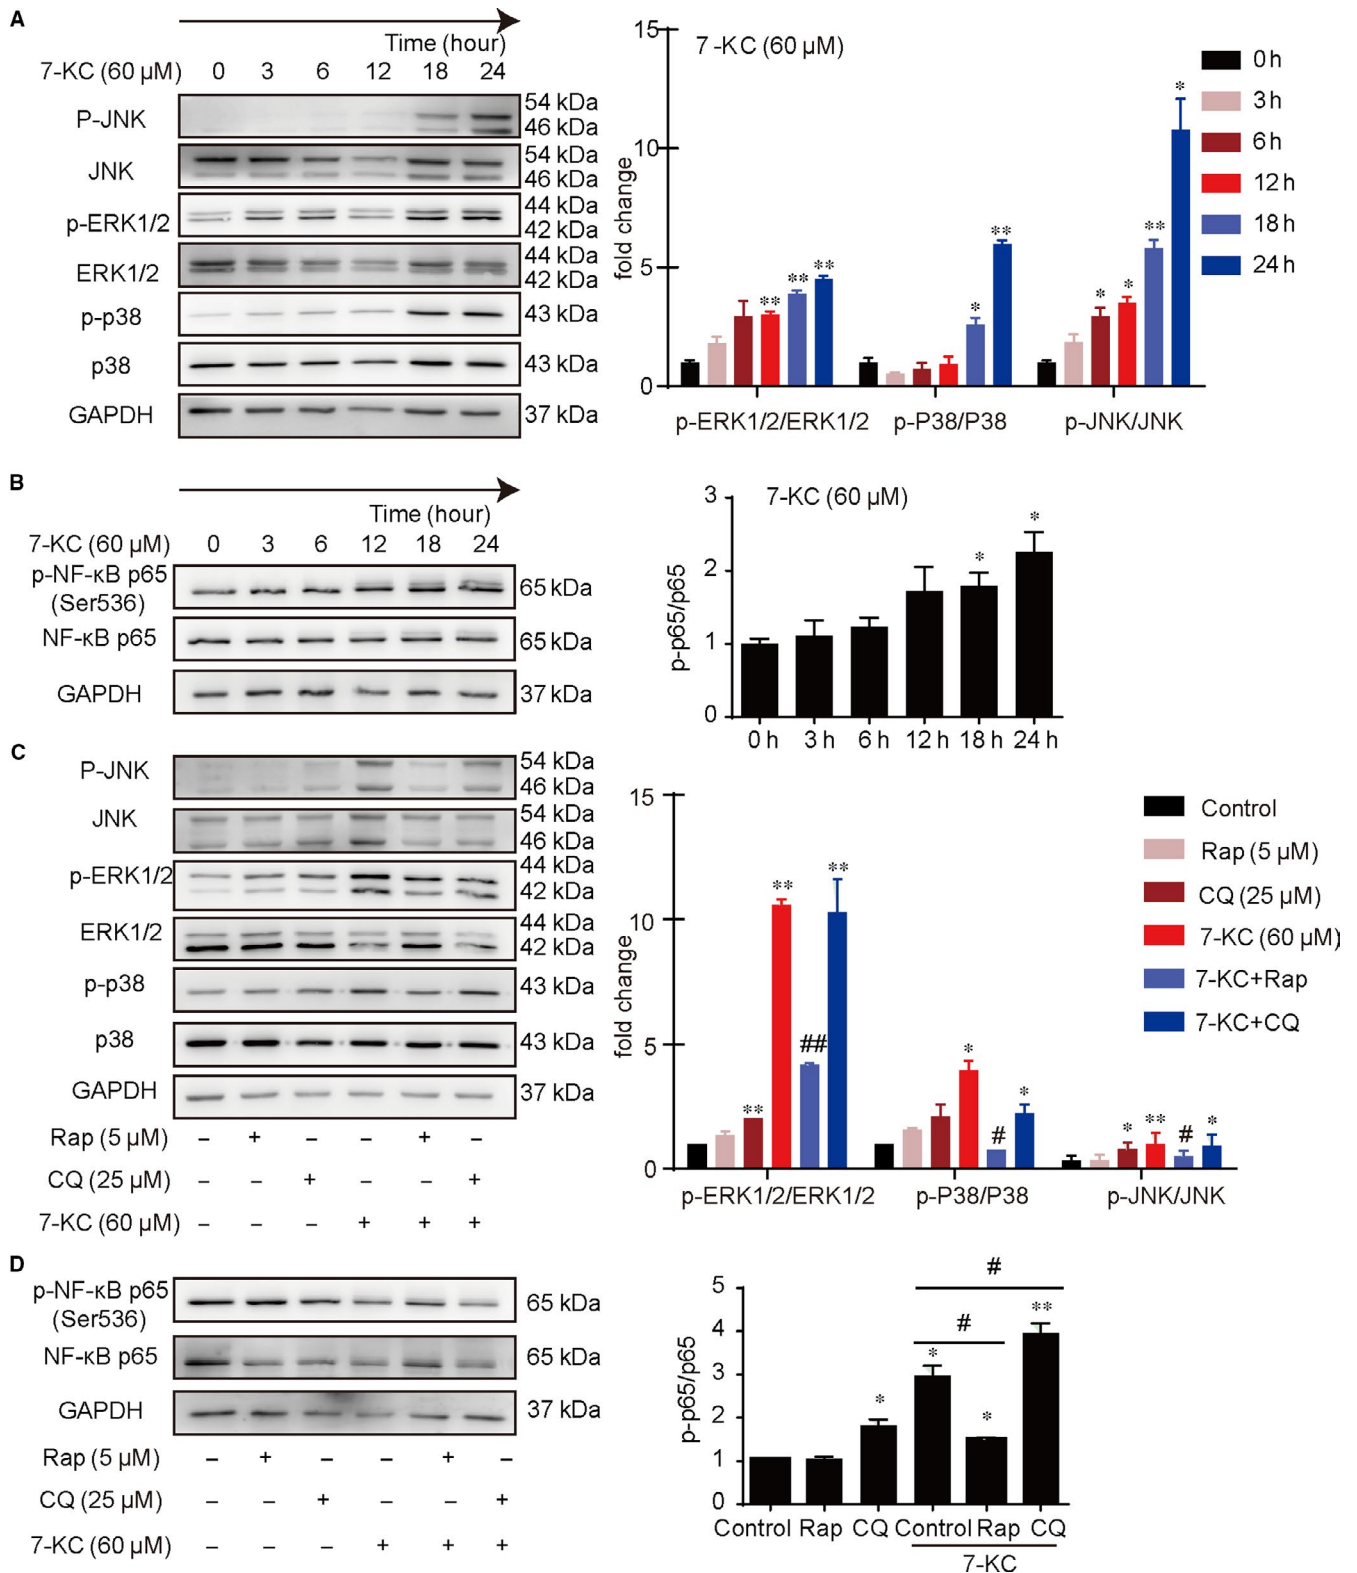 A
Time (hour)
7-KC (60 μM) 0 3 6 12 18 24
P-JNK 54 kDa
46 kDa
JNK 54 kDa
46 kDa
p-ERK1/2 44 kDa
42 kDa
ERK1/2 44 kDa
42 kDa
p-p38 43 kDa
p38 43 kDa
GAPDH 37 kDa
7 -KC (60 μM)
fold change
15
10
5
0
* ** ** ** * ** * * ** *
p-ERK1/2/ERK1/2 p-P38/P38 p-JNK/JNK
0 h
3 h
6 h
12 h
18 h
24 h
B
Time (hour)
7-KC (60 μM) 0 3 6 12 18 24
p-NF-κB p65
(Ser536) 65 kDa
NF-κB p65 65 kDa
GAPDH 37 kDa
7-KC (60 μM)
p-p65/p65
3
2
1
0
* *
0 h 3 h 6 h 12 h 18 h 24 h
C
P-JNK 54 kDa
46 kDa
JNK 54 kDa
46 kDa
p-ERK1/2 44 kDa
42 kDa
ERK1/2 44 kDa
42 kDa
p-p38 43 kDa
p38 43 kDa
GAPDH 37 kDa
Rap (5 μM) – + – – + –
CQ (25 μM) – – + – – +
7-KC (60 μM) – – – + + +
fold change
15
10
5
0
** ** ## ** * # * * ** # *
p-ERK1/2/ERK1/2 p-P38/P38 p-JNK/JNK
Control
Rap (5 μM)
CQ (25 μM)
7-KC (60 μM)
7-KC+Rap
7-KC+CQ
D
p-NF-κB p65
(Ser536) 65 kDa
NF-κB p65 65 kDa
GAPDH 37 kDa
Rap (5 μM) – + – – + –
CQ (25 μM) – – + – – +
7-KC (60 μM) – – – + + +
p-p65/p65
5
4
3
2
1
0
#
#
* * * **
Control Rap CQ Control Rap CQ
7-KC